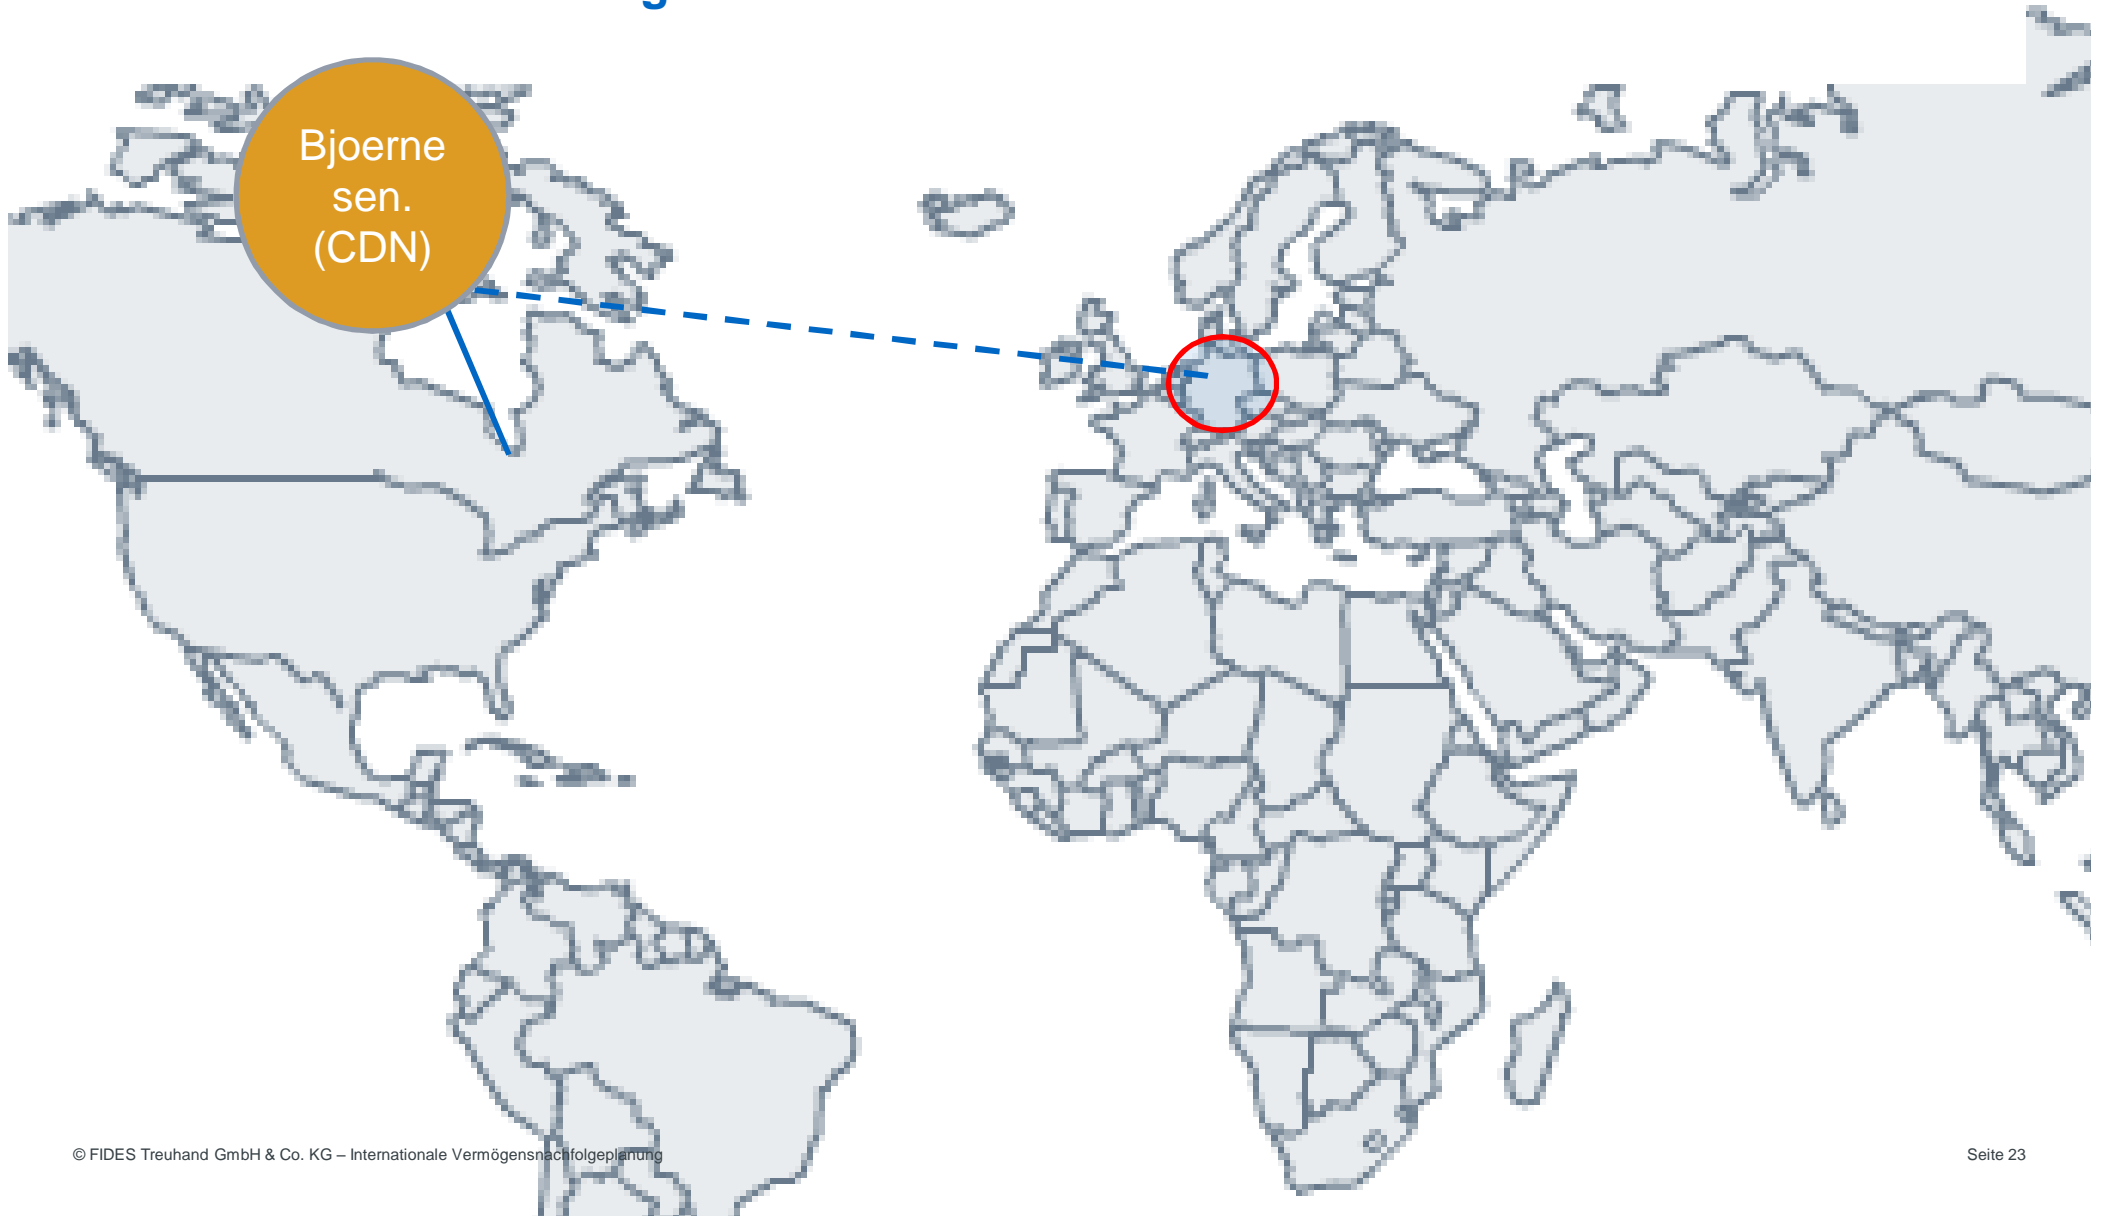 Bjoerne
sen.
(CDN)
© FIDES Treuhand GmbH & Co. KG – Internationale Vermögensnachfolgeplanung
Seite 23